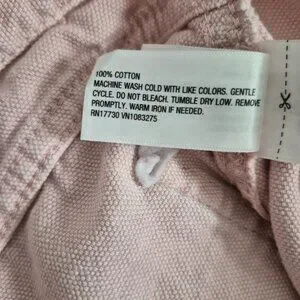 100% COTTON
MACHINE WASH COLD WITH LIKE COLORS. GENTLE
CYCLE. DO NOT BLEACH. TUMBLE DRY LOW. REMOVE
PROMPTLY. WARM IRON IF NEEDED.
RN17730 VN1083275